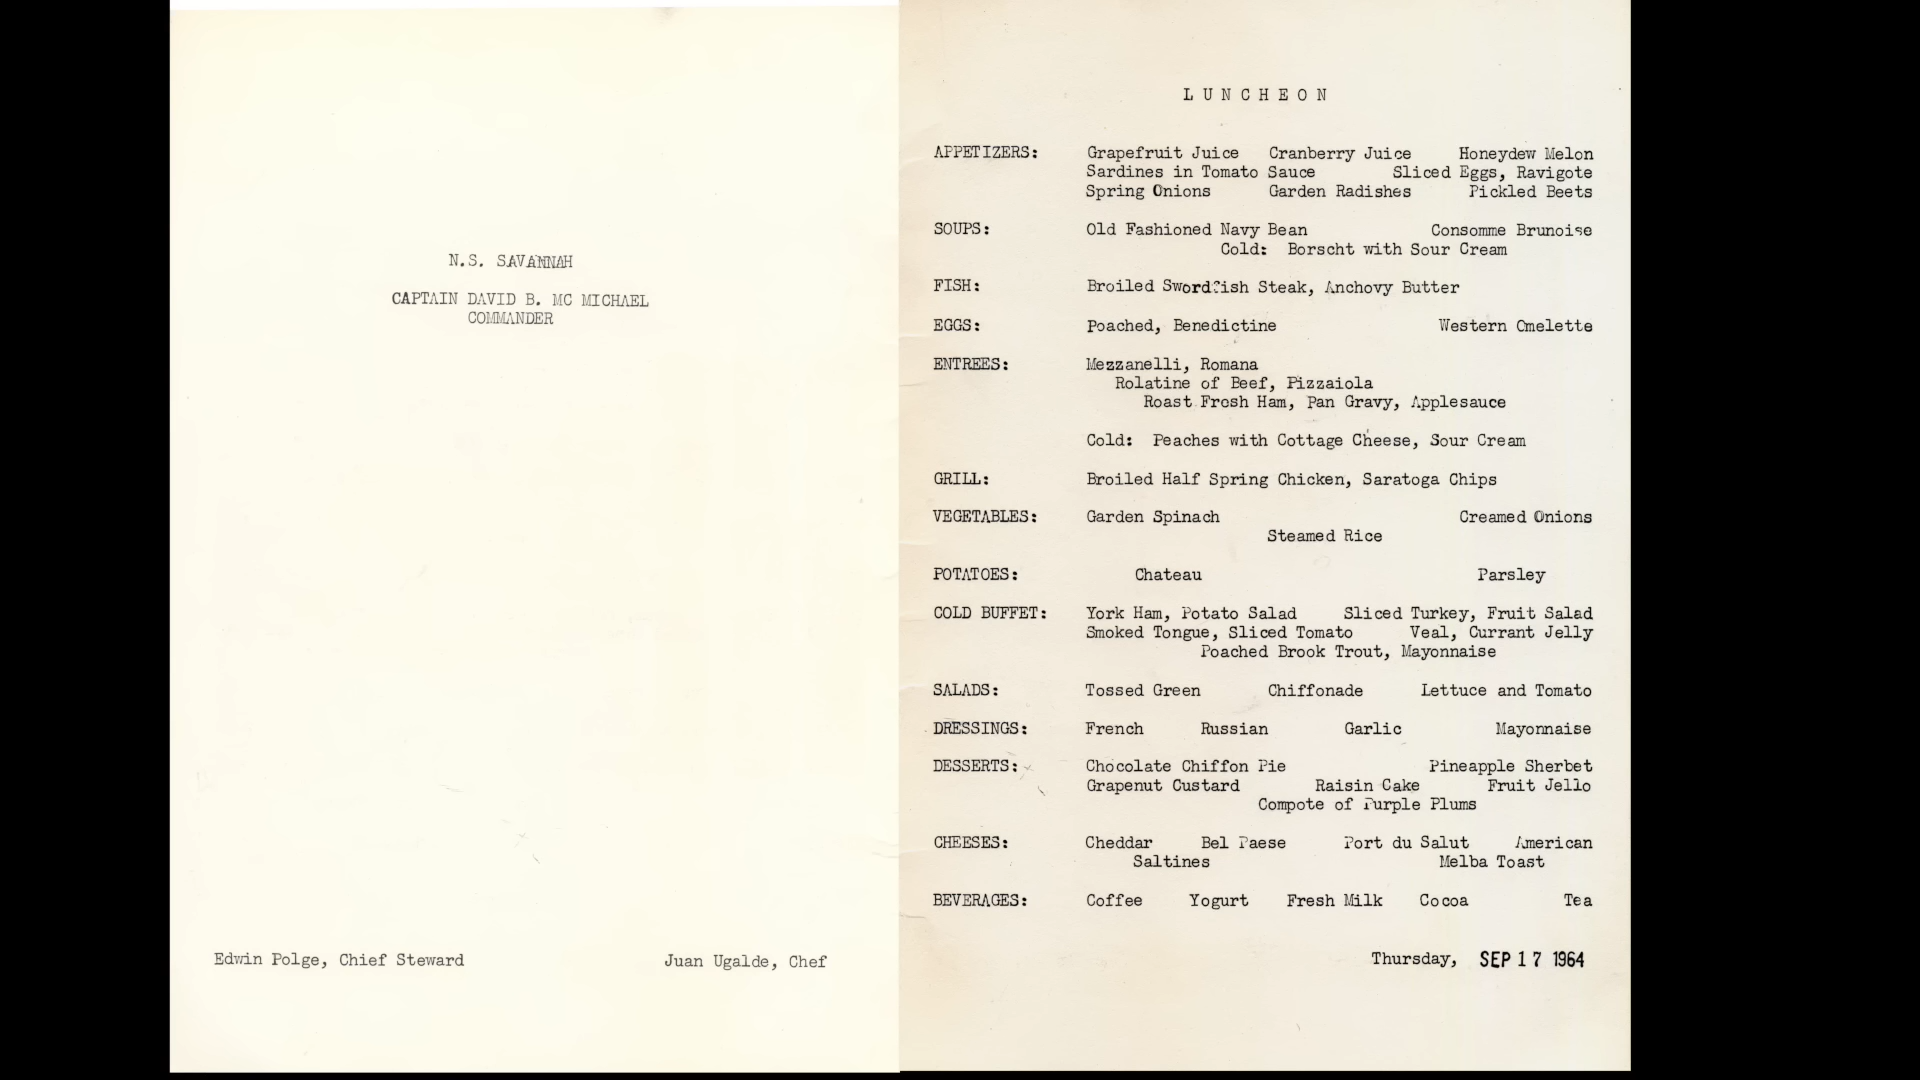 N.S. SAVANNAH
CAPTAIN DAVID B. MC MICHAEL
COMMANDER
Edwin Polge, Chief Steward Juan Ugalde, Chef
LUNCHEON
APPETIZERS: Grapefruit Juice Cranberry Juice Honeydew Melon
Sardines in Tomato Sauce Sliced Eggs, Ravigote
Spring Onions Garden Radishes Pickled Beets
SOUPS: Old Fashioned Navy Bean Consomme Brunoise
Cold: Borscht with Sour Cream
FISH: Broiled Swordfish Steak, Anchovy Butter
EGGS: Poached, Benedictine Western Omelette
ENTREES: Mezzanelli, Romana
Rolatine of Beef, Pizzaiola
Roast Fresh Ham, Pan Gravy, Applesauce
Cold: Peaches with Cottage Cheese, Sour Cream
GRILL: Broiled Half Spring Chicken, Saratoga Chips
VEGETABLES: Garden Spinach Creamed Onions
Steamed Rice
POTATOES: Chateau Parsley
COLD BUFFET: York Ham, Potato Salad Sliced Turkey, Fruit Salad
Smoked Tongue, Sliced Tomato Veal, Currant Jelly
Poached Brook Trout, Mayonnaise
SALADS: Tossed Green Chiffonade Lettuce and Tomato
DRESSINGS: French Russian Garlic Mayonnaise
DESSERTS: Chocolate Chiffon Pie Pineapple Sherbet
Grapenut Custard Raisin Cake Fruit Jello
Compote of Purple Plums
CHEESES: Cheddar Bel Paese Port du Salut American
Saltines Melba Toast
BEVERAGES: Coffee Yogurt Fresh Milk Cocoa Tea
Thursday, SEP 17 1964